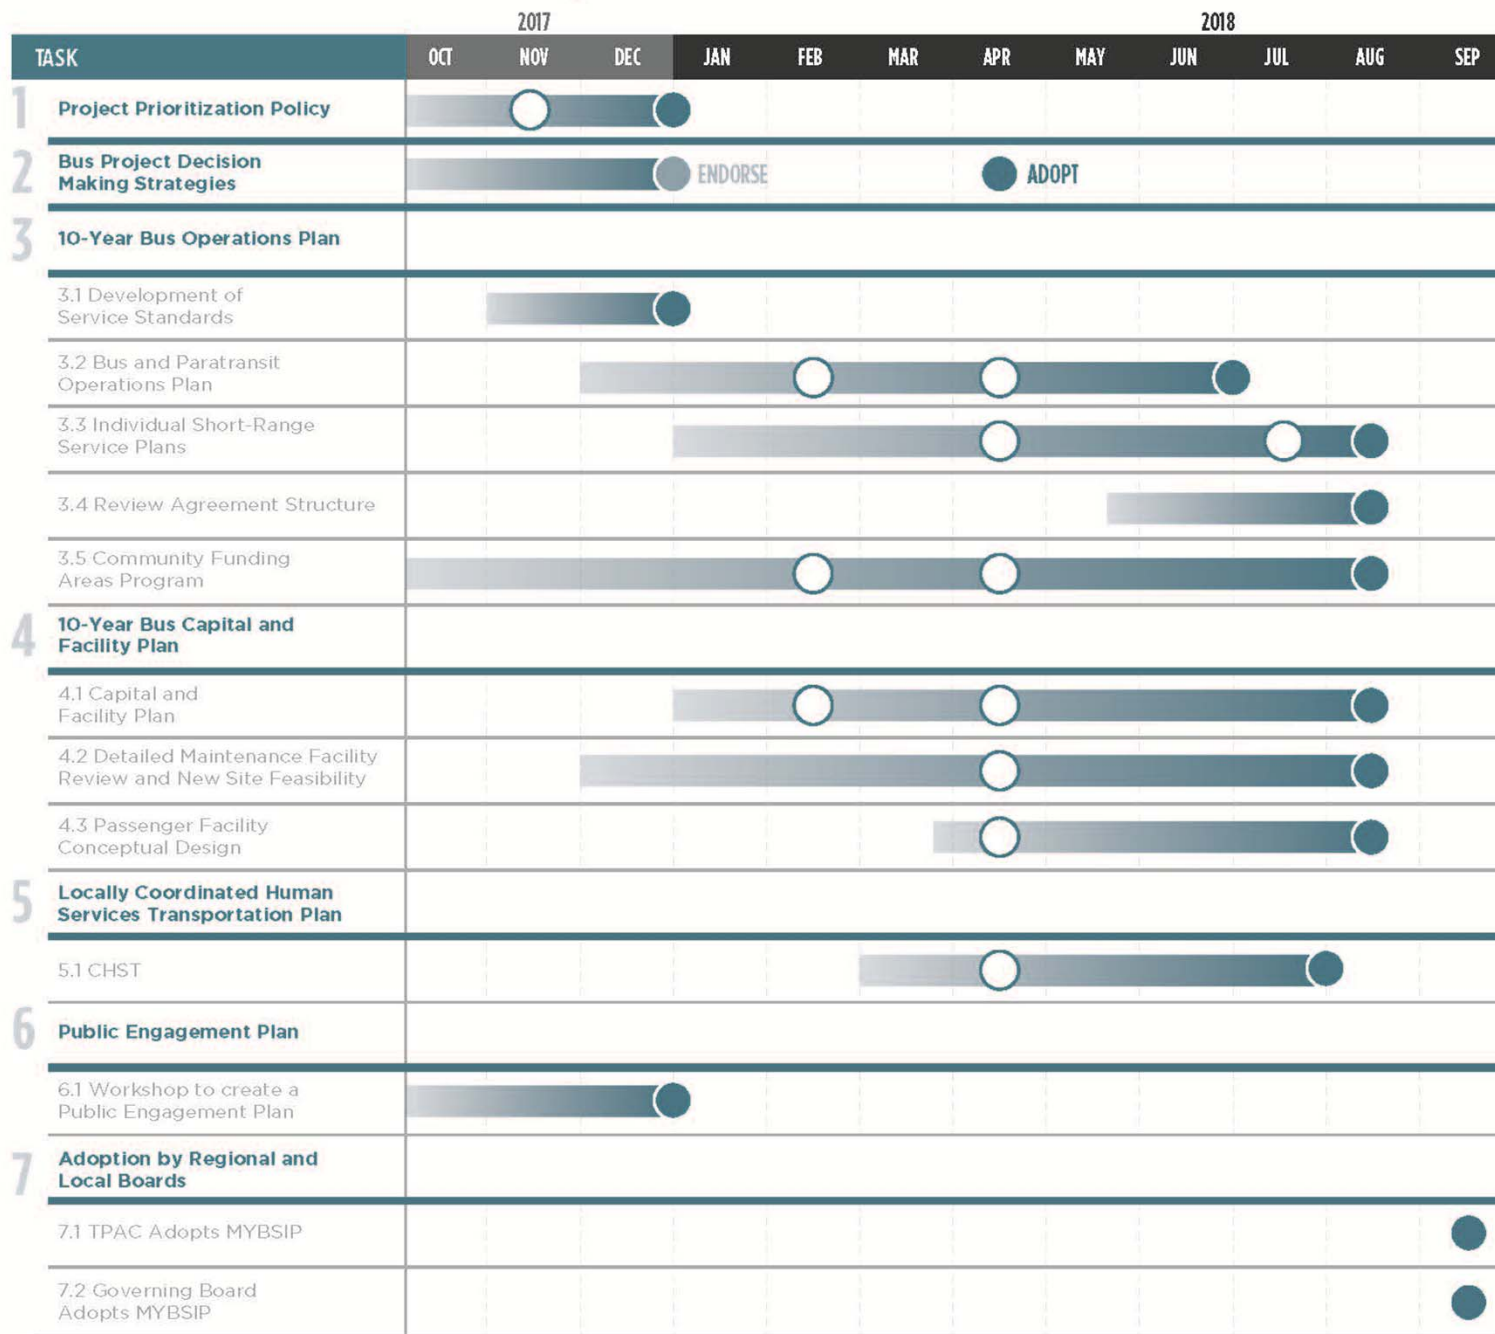 2017
2018
TASK
OCT
NOV
DEC
JAN
FEB
MAR
APR
MAY
JUN
JUL
AUG
SEP
1
Project Prioritization Policy
2
Bus Project Decision
Making Strategies
ENDORSE
ADOPT
3
10-Year Bus Operations Plan
3.1 Development of
Service Standards
3.2 Bus and Paratransit
Operations Plan
3.3 Individual Short-Range
Service Plans
3.4 Review Agreement Structure
3.5 Community Funding
Areas Program
4
10-Year Bus Capital and
Facility Plan
4.1 Capital and
Facility Plan
4.2 Detailed Maintenance Facility
Review and New Site Feasibility
4.3 Passenger Facility
Conceptual Design
5
Locally Coordinated Human
Services Transportation Plan
5.1 CHST
6
Public Engagement Plan
6.1 Workshop to create a
Public Engagement Plan
7
Adoption by Regional and
Local Boards
7.1 TPAC Adopts MYBSIP
7.2 Governing Board
Adopts MYBSIP